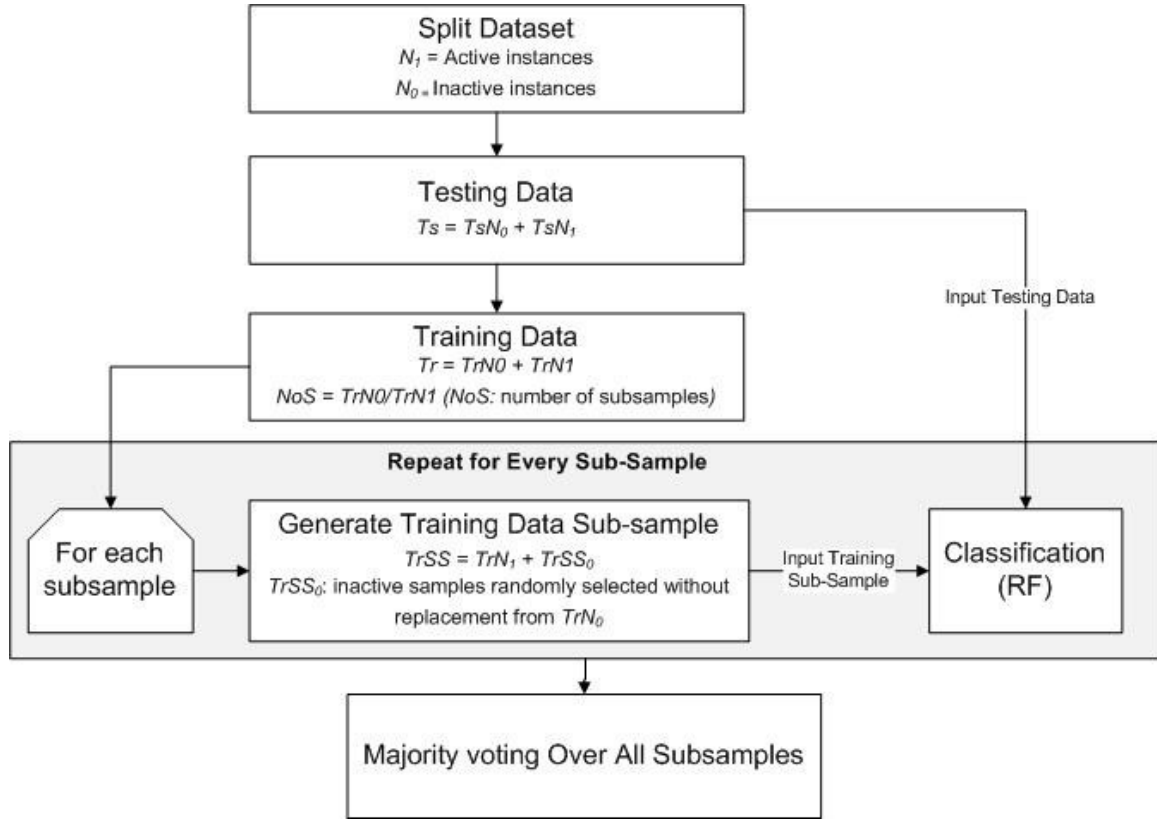 Split Dataset
N₁ = Active instances
N₀ = Inactive instances
Testing Data
Ts = TsN₀ + TsN₁
Input Testing Data
Training Data
Tr = TrN0 + TrN1
NoS = TrN0/TrN1 (NoS: number of subsamples)
Repeat for Every Sub-Sample
For each
subsample
Generate Training Data Sub-sample
TrSS = TrN₁ + TrSS₀
TrSS₀: inactive samples randomly selected without
replacement from TrN₀
Input Training
Sub-Sample
Classification
(RF)
Majority voting Over All Subsamples